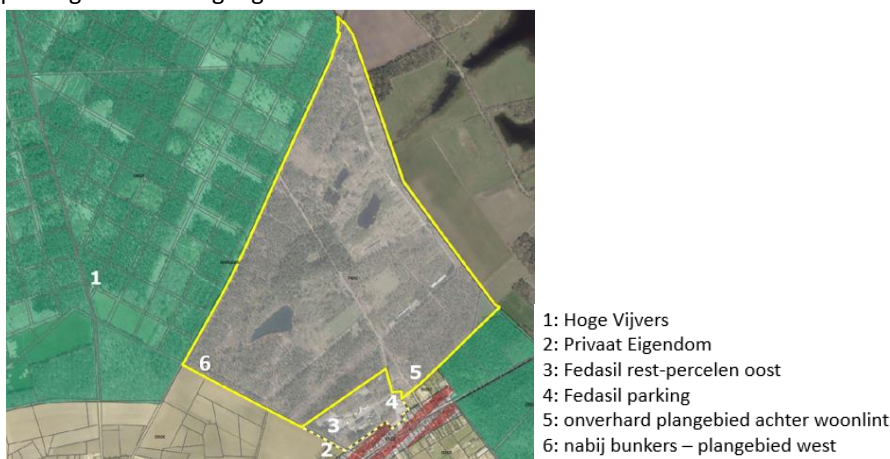 1
6
5
4
3
2
1: Hoge Vijvers
2: Privaat Eigendom
3: Fedasil rest-percelen oost
4: Fedasil parking
5: onverhard plangebied achter woonlint
6: nabij bunkers – plangebied west